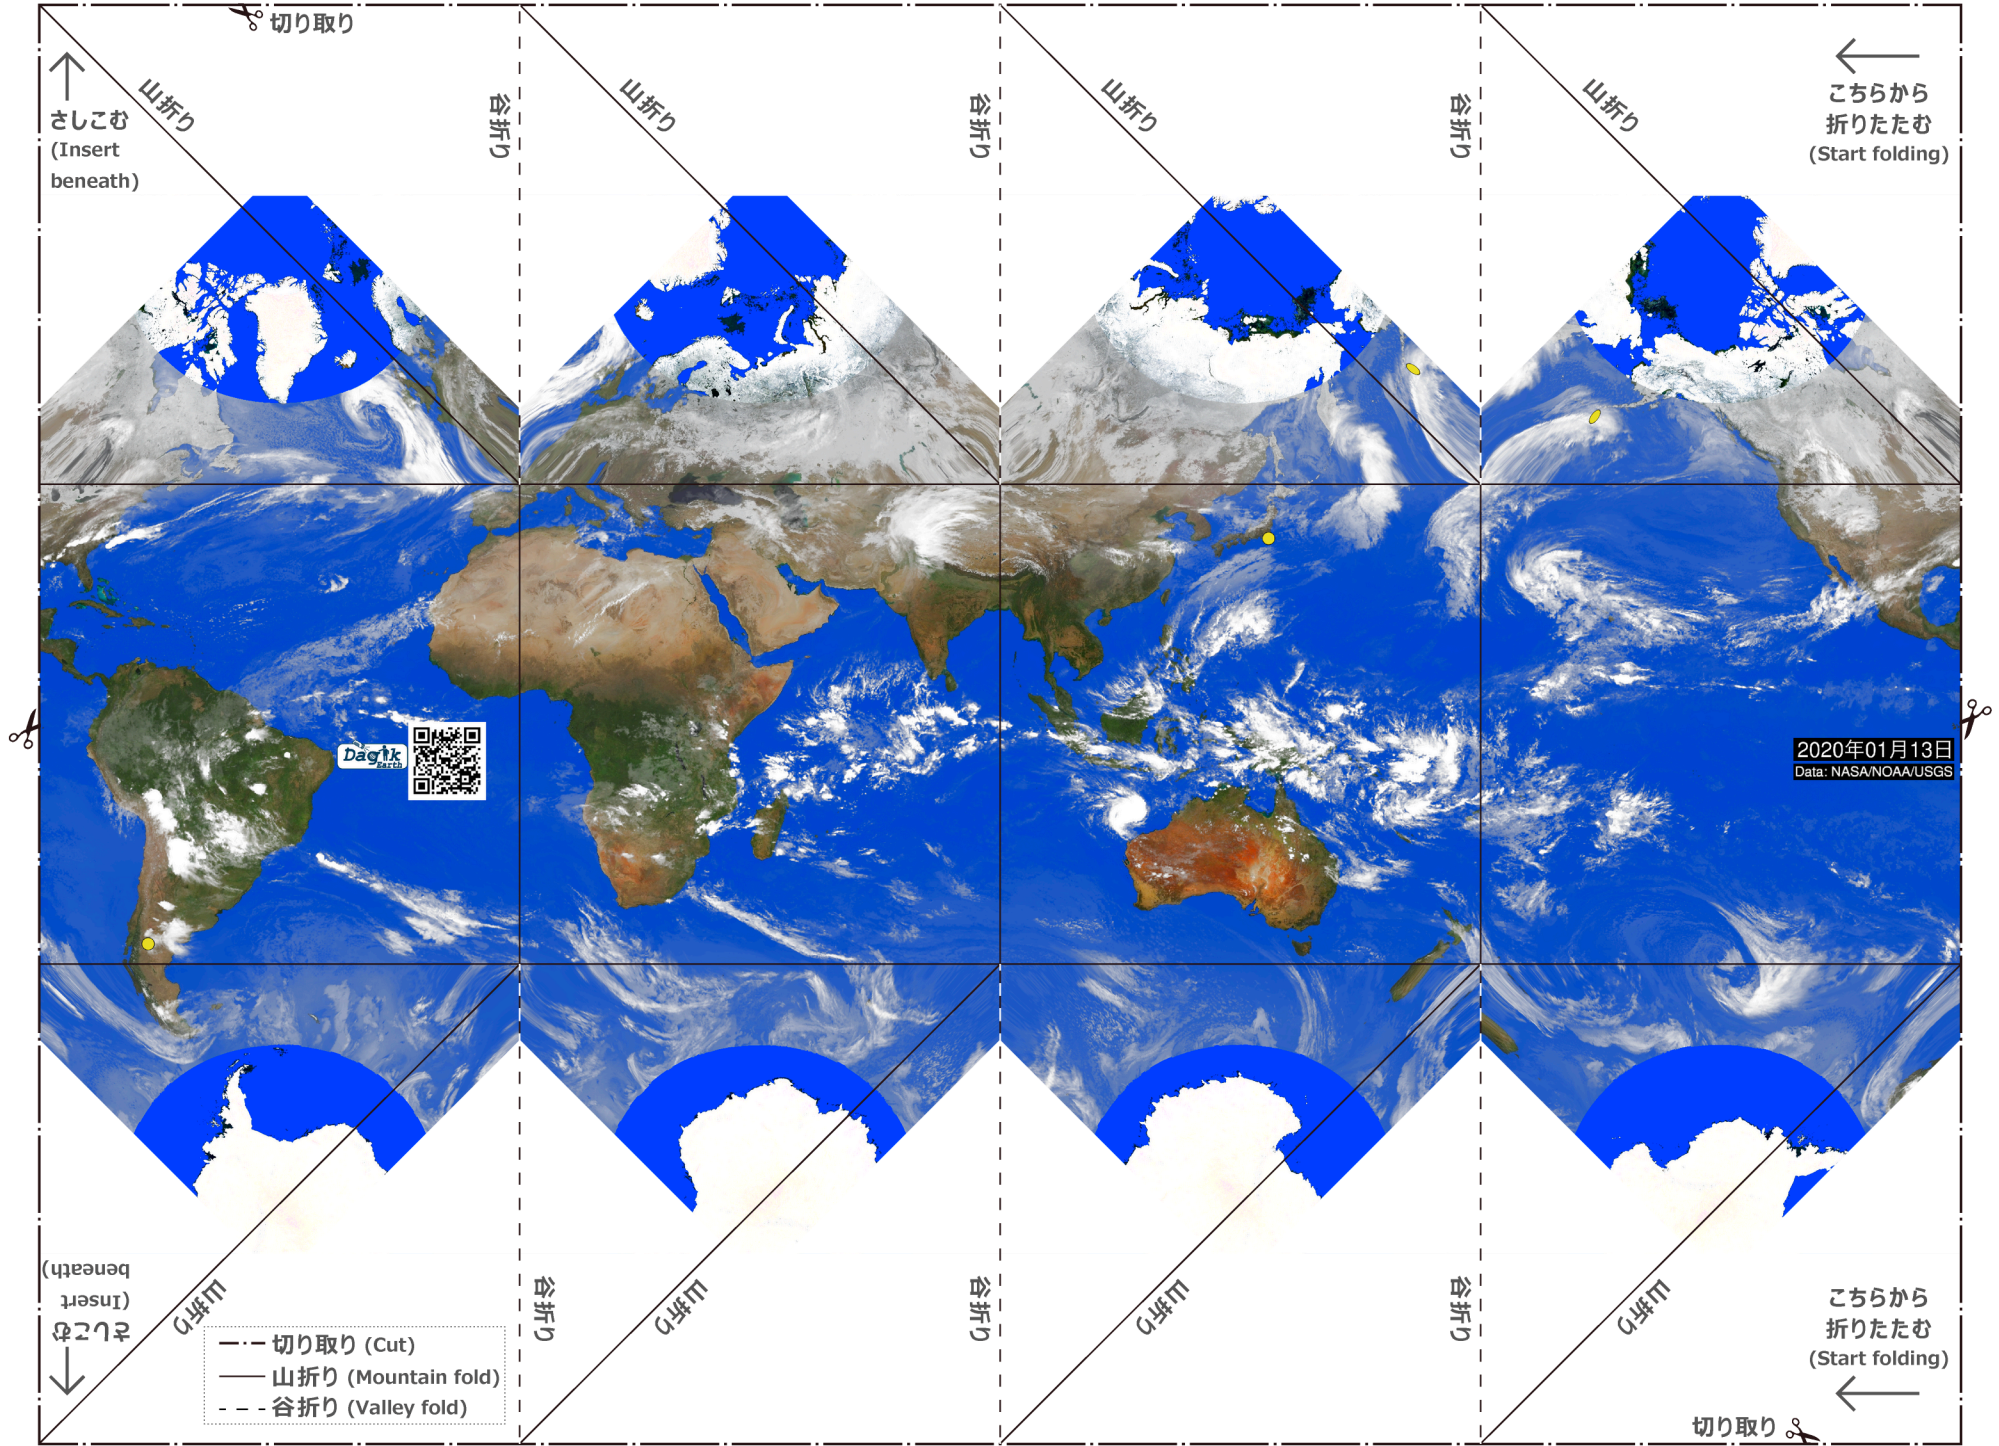 切り取り
山折り
谷折り
山折り
谷折り
山折り
谷折り
山折り
さしこむ
(Insert
beneath)
こちらから
折りたたむ
(Start folding)
Dagik
Earth
2020年01月13日
Data: NASA/NOAA/USGS
さしこむ
(Insert
beneath)
山折り
谷折り
山折り
谷折り
山折り
谷折り
山折り
こちらから
折りたたむ
(Start folding)
切り取り (Cut)
山折り (Mountain fold)
谷折り (Valley fold)
切り取り